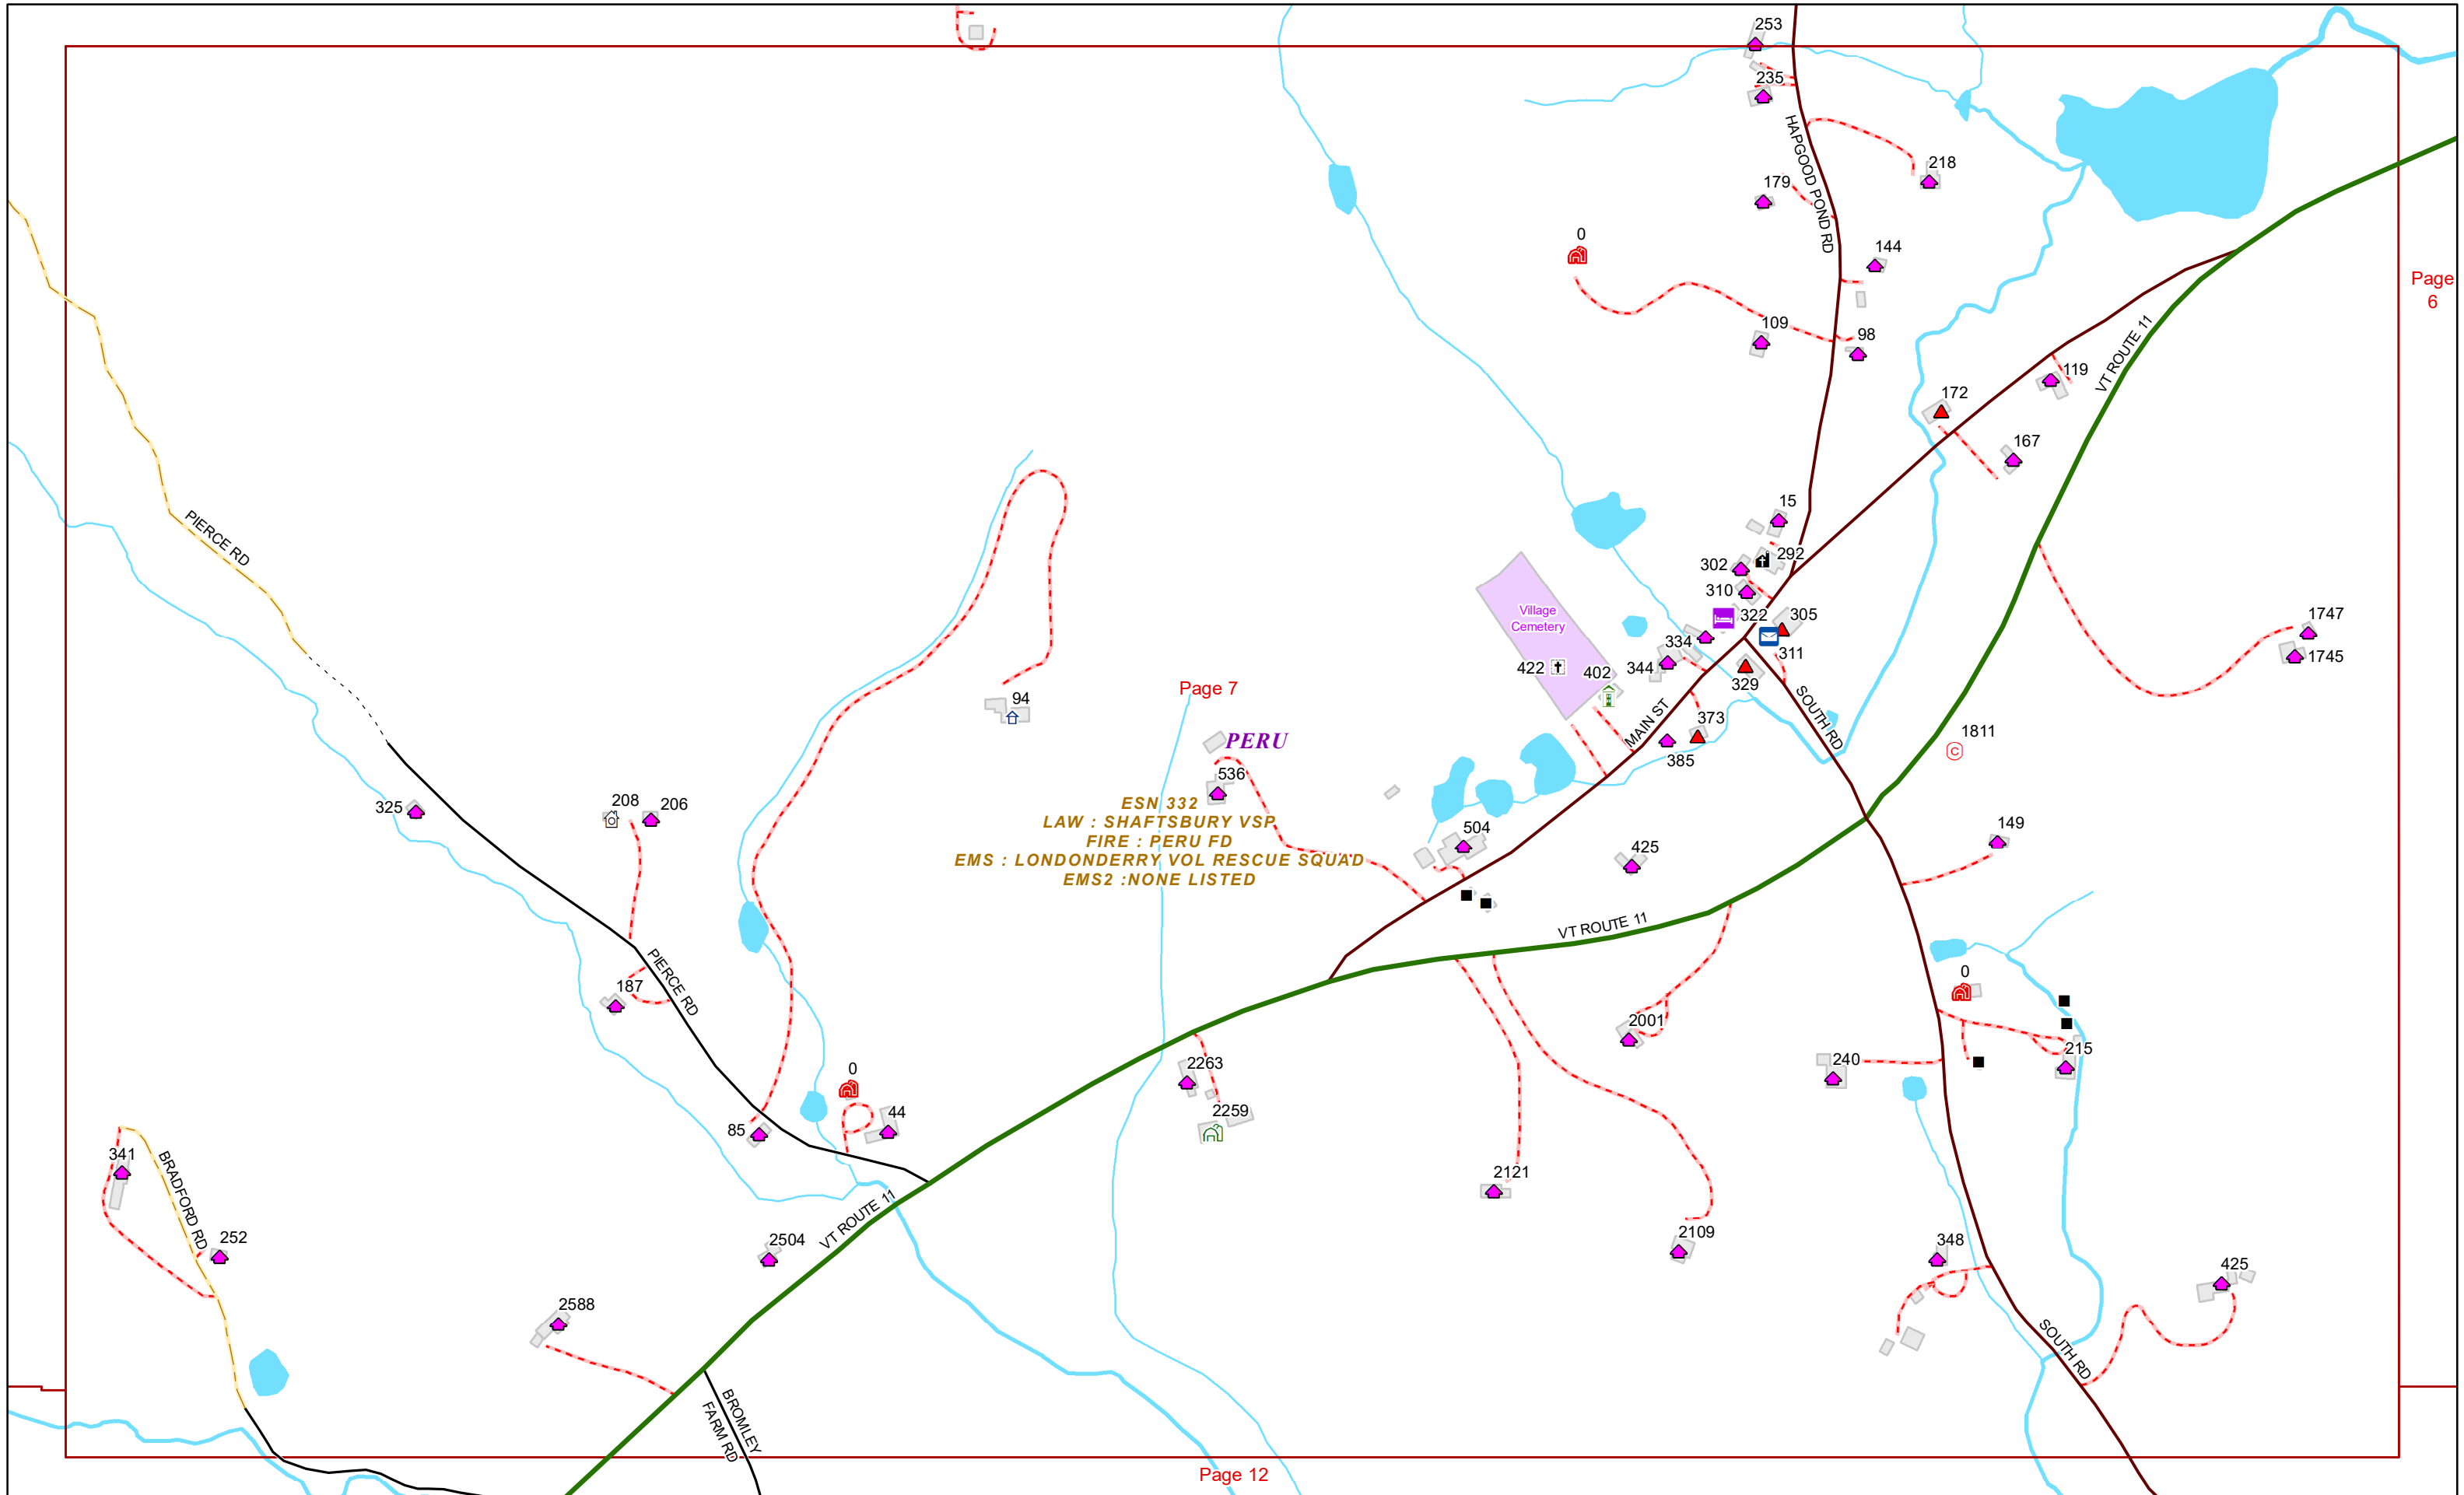 253
235
HAPGOOD POND RD
218
179
0
144
Page
6
109
98
VT ROUTE 11
119
172
167
15
PIERCE RD
292
302
310
Village
Cemetery
322
305
1747
334
311
1745
422
402
344
329
Page 7
94
SOUTH RD
MAIN ST
373
1811
PERU
385
536
325
208
206
ESN 332
LAW : SHAFTSBURY VSP
FIRE : PERU FD
EMS : LONDONDERRY VOL RESCUE SQUAD
EMS2 :NONE LISTED
504
425
149
VT ROUTE 11
PIERCE RD
0
187
2001
240
215
2263
0
44
2259
85
341
BRADFORD RD
2121
VT ROUTE 11
252
2504
2109
348
425
2588
SOUTH RD
BROMLEY
FARM RD
Page 12